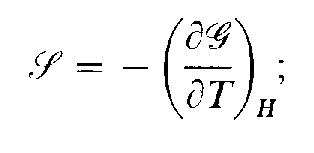 𝒮 = − (∂𝒢/∂T)_H;